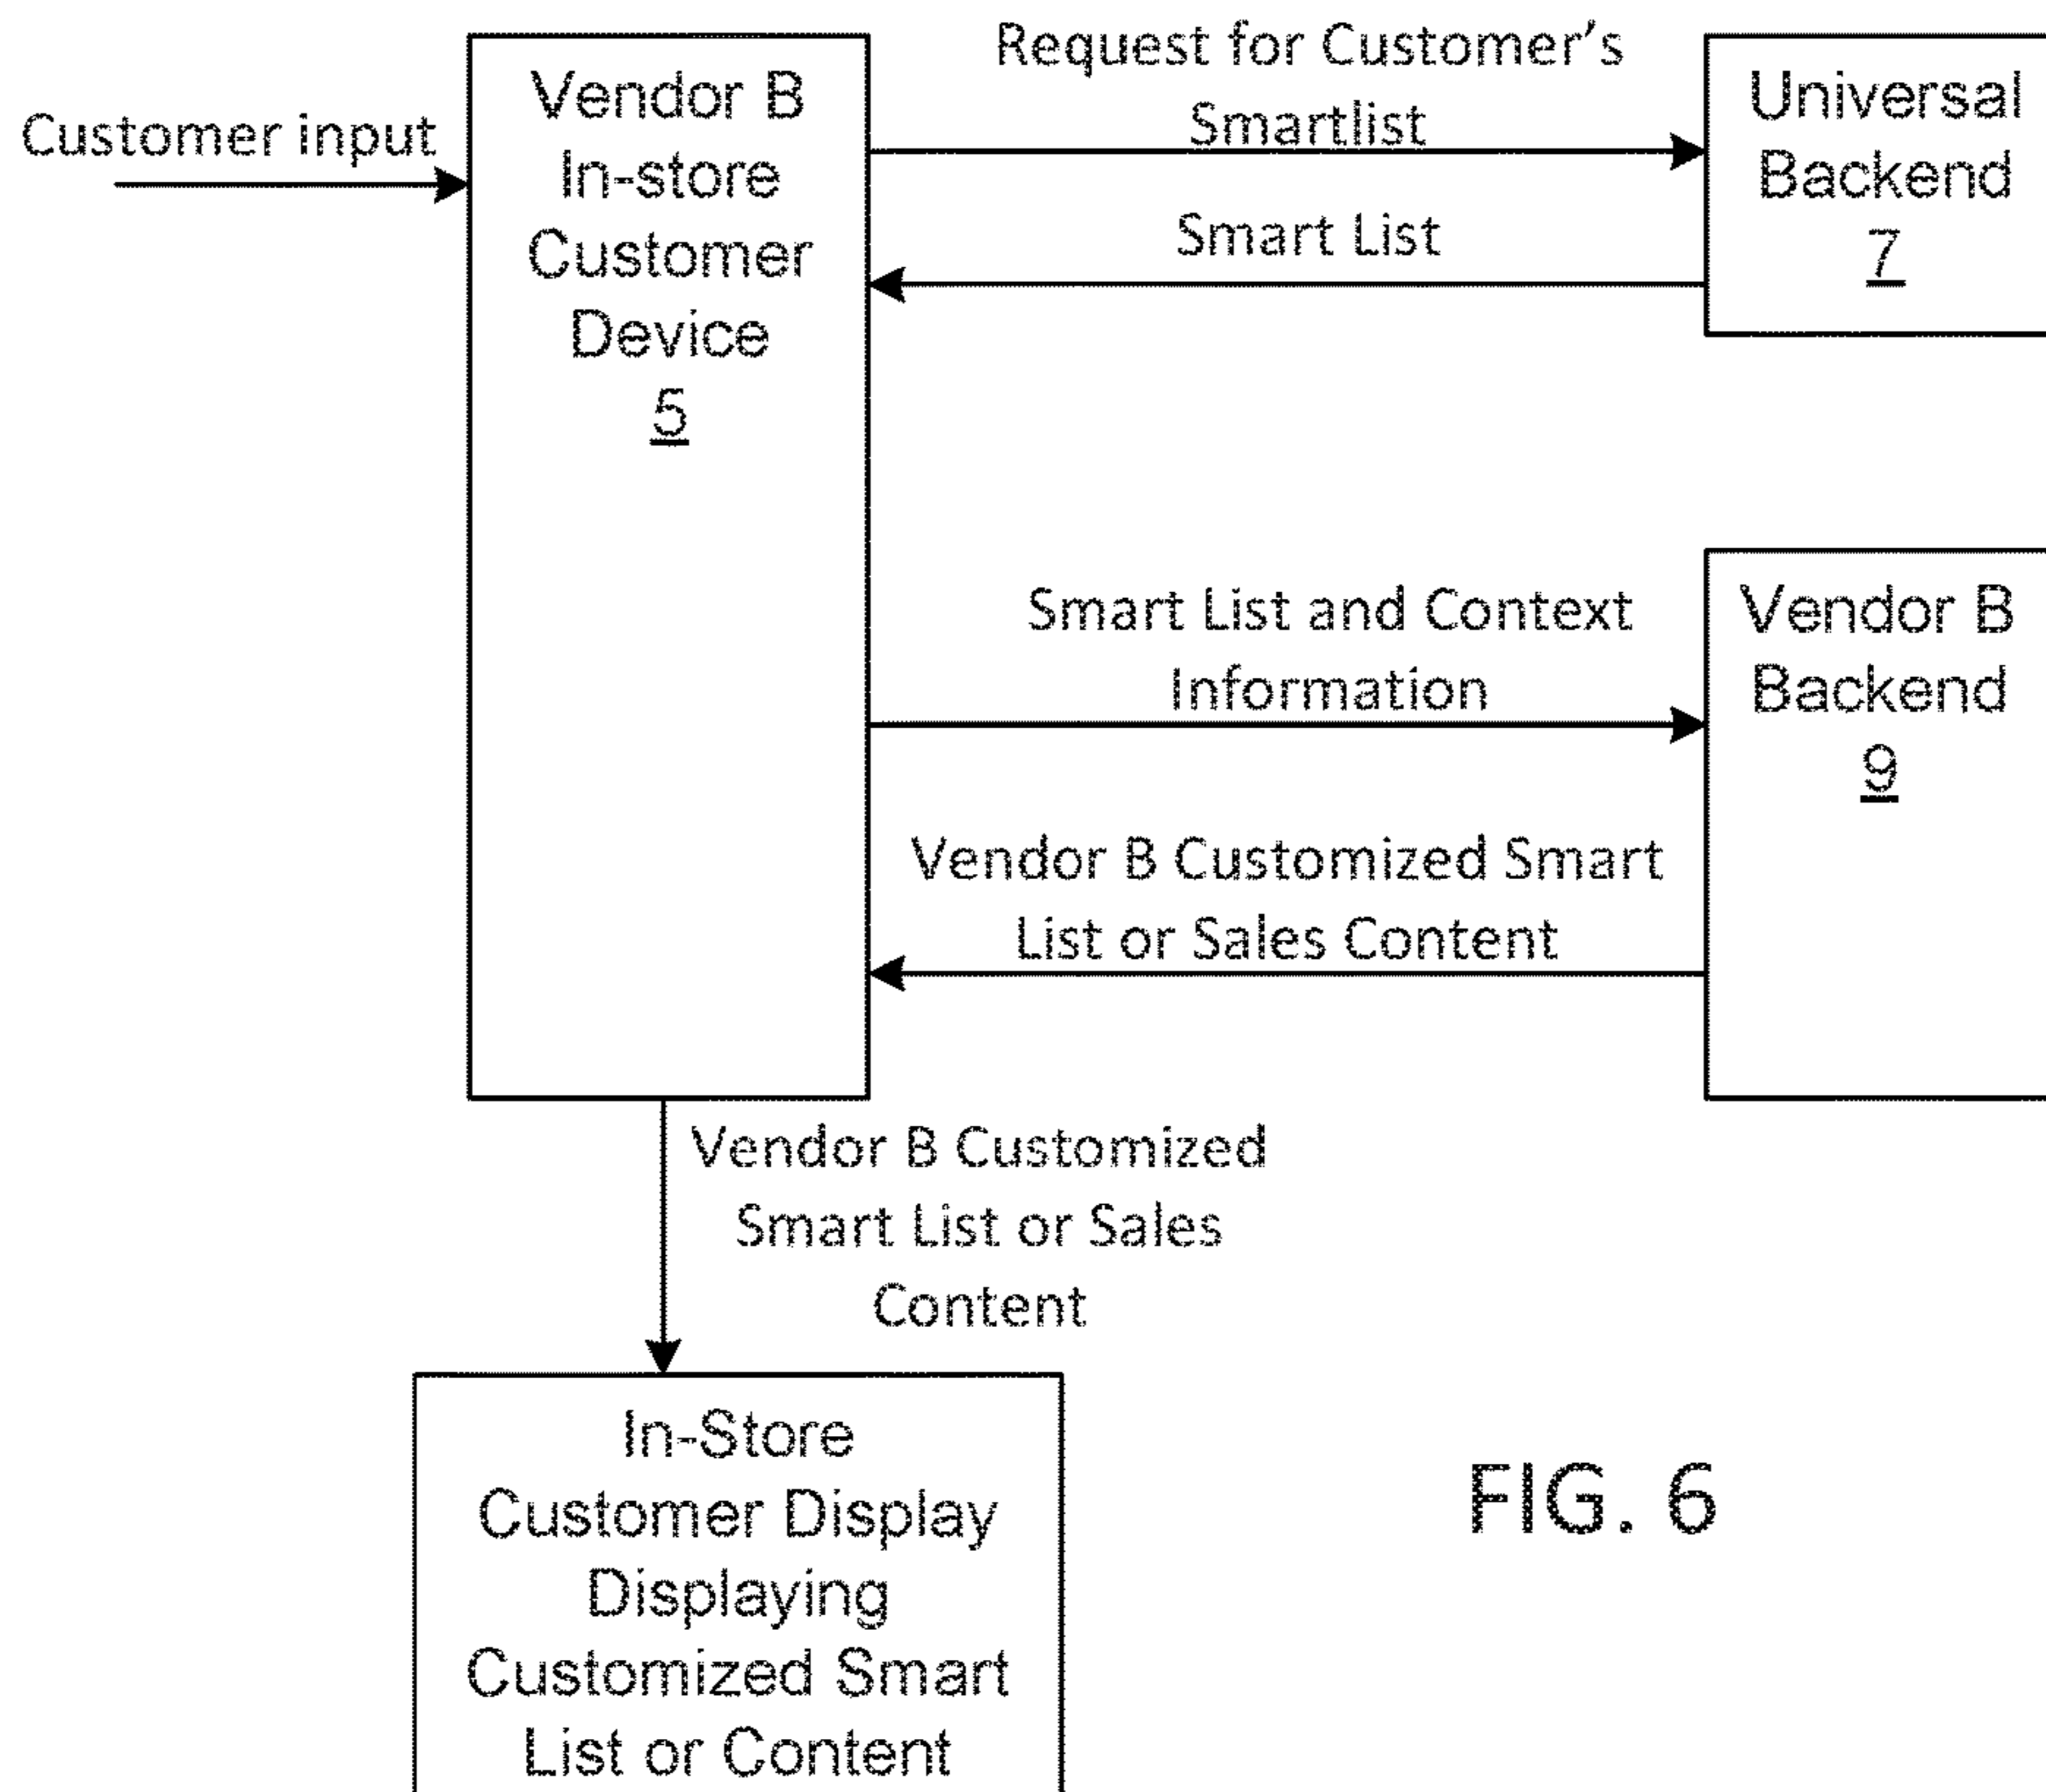 Customer input
Vendor B
In-store
Customer
Device
5
Request for Customer’s
Smartlist
Smart List
Universal
Backend
7
Smart List and Context
Information
Vendor B Customized Smart
List or Sales Content
Vendor B
Backend
9
Vendor B Customized
Smart List or Sales
Content
In-Store
Customer Display
Displaying
Customized Smart
List or Content
FIG. 6